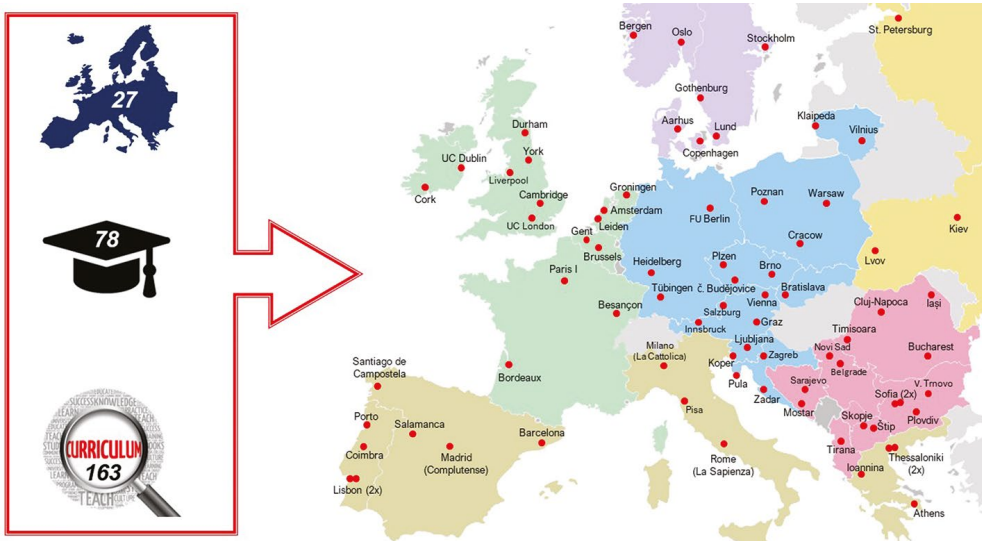 27
78
CURRICULUM
163
SUCCESS KNOWLEDGE
TEACH
Bergen
Oslo
Stockholm
St. Petersburg
Gothenburg
Aarhus
Lund
Copenhagen
Klaipeda
Vilnius
Durham
York
UC Dublin
Liverpool
Cork
Cambridge
UC London
Groningen
Amsterdam
Leiden
Gent
Brussels
Paris I
Besançon
Bordeaux
Poznan
Warsaw
FU Berlin
Cracow
Kiev
Lvov
Heidelberg
Plzen
Brno
Tübingen
č. Budějovice
Vienna
Bratislava
Salzburg
Innsbruck
Graz
Ljubljana
Koper
Zagreb
Pula
Zadar
Cluj-Napoca
Iaşi
Timisoara
Novi Sad
Belgrade
Bucharest
Sarajevo
Mostar
Sofia (2x)
V. Trnovo
Plovdiv
Skopje
Štip
Tirana
Thessaloniki
(2x)
Ioannina
Athens
Milano
(La Cattolica)
Pisa
Rome
(La Sapienza)
Santiago de
Campostela
Porto
Salamanca
Coimbra
Madrid
(Complutense)
Barcelona
Lisbon (2x)